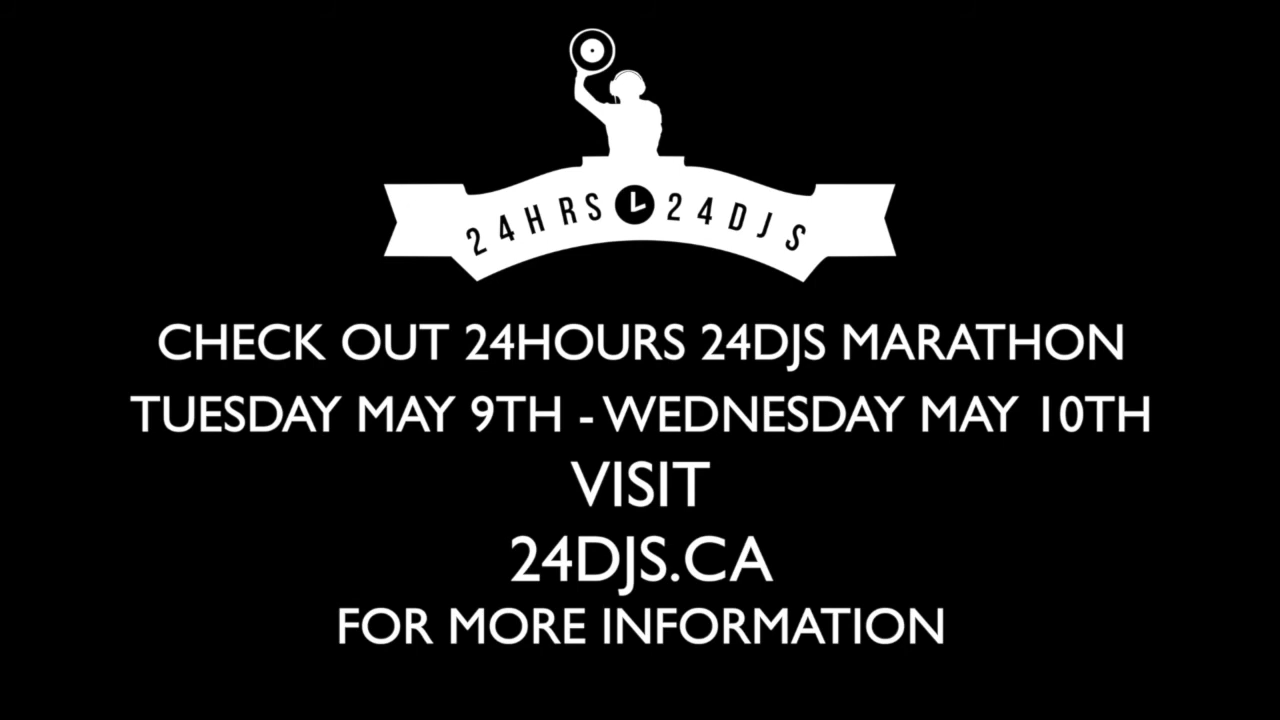 24HRS 24DJS
CHECK OUT 24HOURS 24DJS MARATHON
TUESDAY MAY 9TH - WEDNESDAY MAY 10TH
VISIT
24DJS.CA
FOR MORE INFORMATION